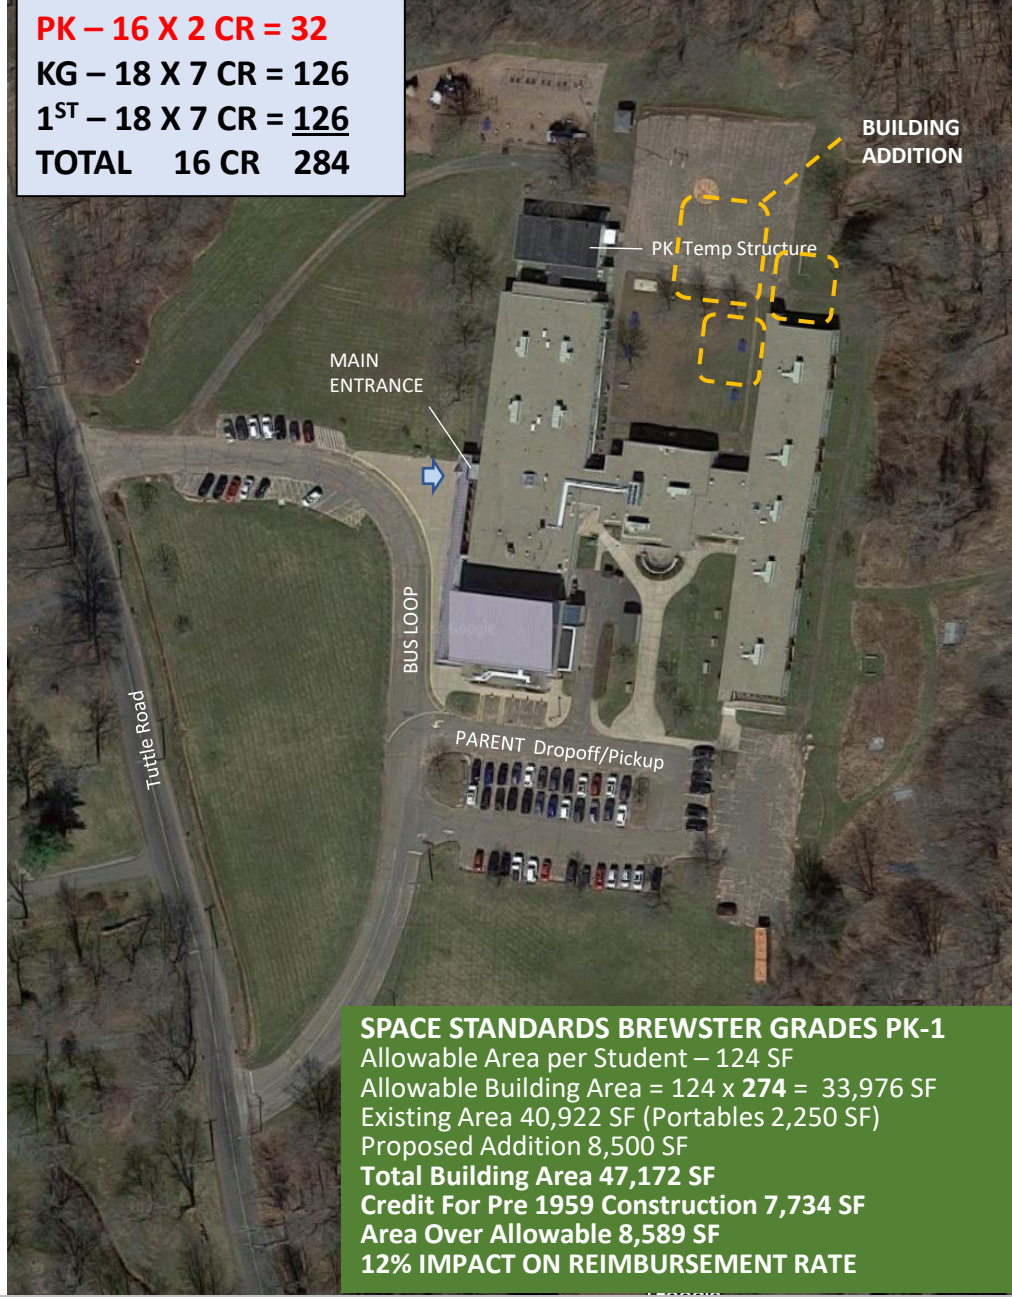 PK – 16 X 2 CR = 32
KG – 18 X 7 CR = 126
1ST – 18 X 7 CR = 126
TOTAL 16 CR 284
BUILDING
ADDITION
PK Temp Structure
MAIN
ENTRANCE
BUS LOOP
Google
Tuttle Road
PARENT Dropoff/Pickup
SPACE STANDARDS BREWSTER GRADES PK-1
Allowable Area per Student – 124 SF
Allowable Building Area = 124 x 274 = 33,976 SF
Existing Area 40,922 SF (Portables 2,250 SF)
Proposed Addition 8,500 SF
Total Building Area 47,172 SF
Credit For Pre 1959 Construction 7,734 SF
Area Over Allowable 8,589 SF
12% IMPACT ON REIMBURSEMENT RATE